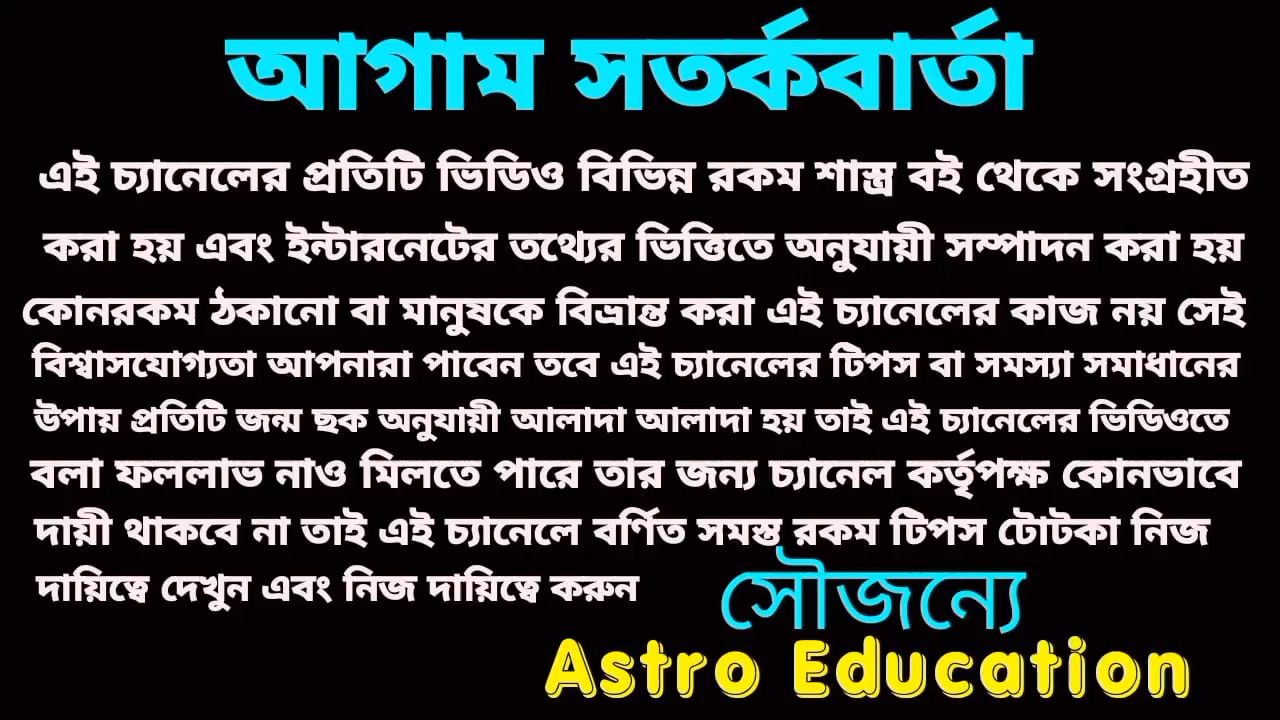 আগাম সতর্কবার্তা
এই চ্যানেলের প্রতিটি ভিডিও বিভিন্ন রকম শাস্ত্র বই থেকে সংগ্রহীত
করা হয় এবং ইন্টারনেটের তথ্যের ভিত্তিতে অনুযায়ী সম্পাদন করা হয়
কোনরকম ঠকানো বা মানুষকে বিভ্রান্ত করা এই চ্যানেলের কাজ নয় সেই
বিশ্বাসযোগ্যতা আপনারা পাবেন তবে এই চ্যানেলের টিপস বা সমস্যা সমাধানের
উপায় প্রতিটি জন্ম ছক অনুযায়ী আলাদা আলাদা হয় তাই এই চ্যানেলের ভিডিওতে
বলা ফললাভ নাও মিলতে পারে তার জন্য চ্যানেল কর্তৃপক্ষ কোনভাবে
দায়ী থাকবে না তাই এই চ্যানেলে বর্ণিত সমস্ত রকম টিপস টোটকা নিজ
দায়িত্বে দেখুন এবং নিজ দায়িত্বে করুন
সৌজন্যে
Astro Education